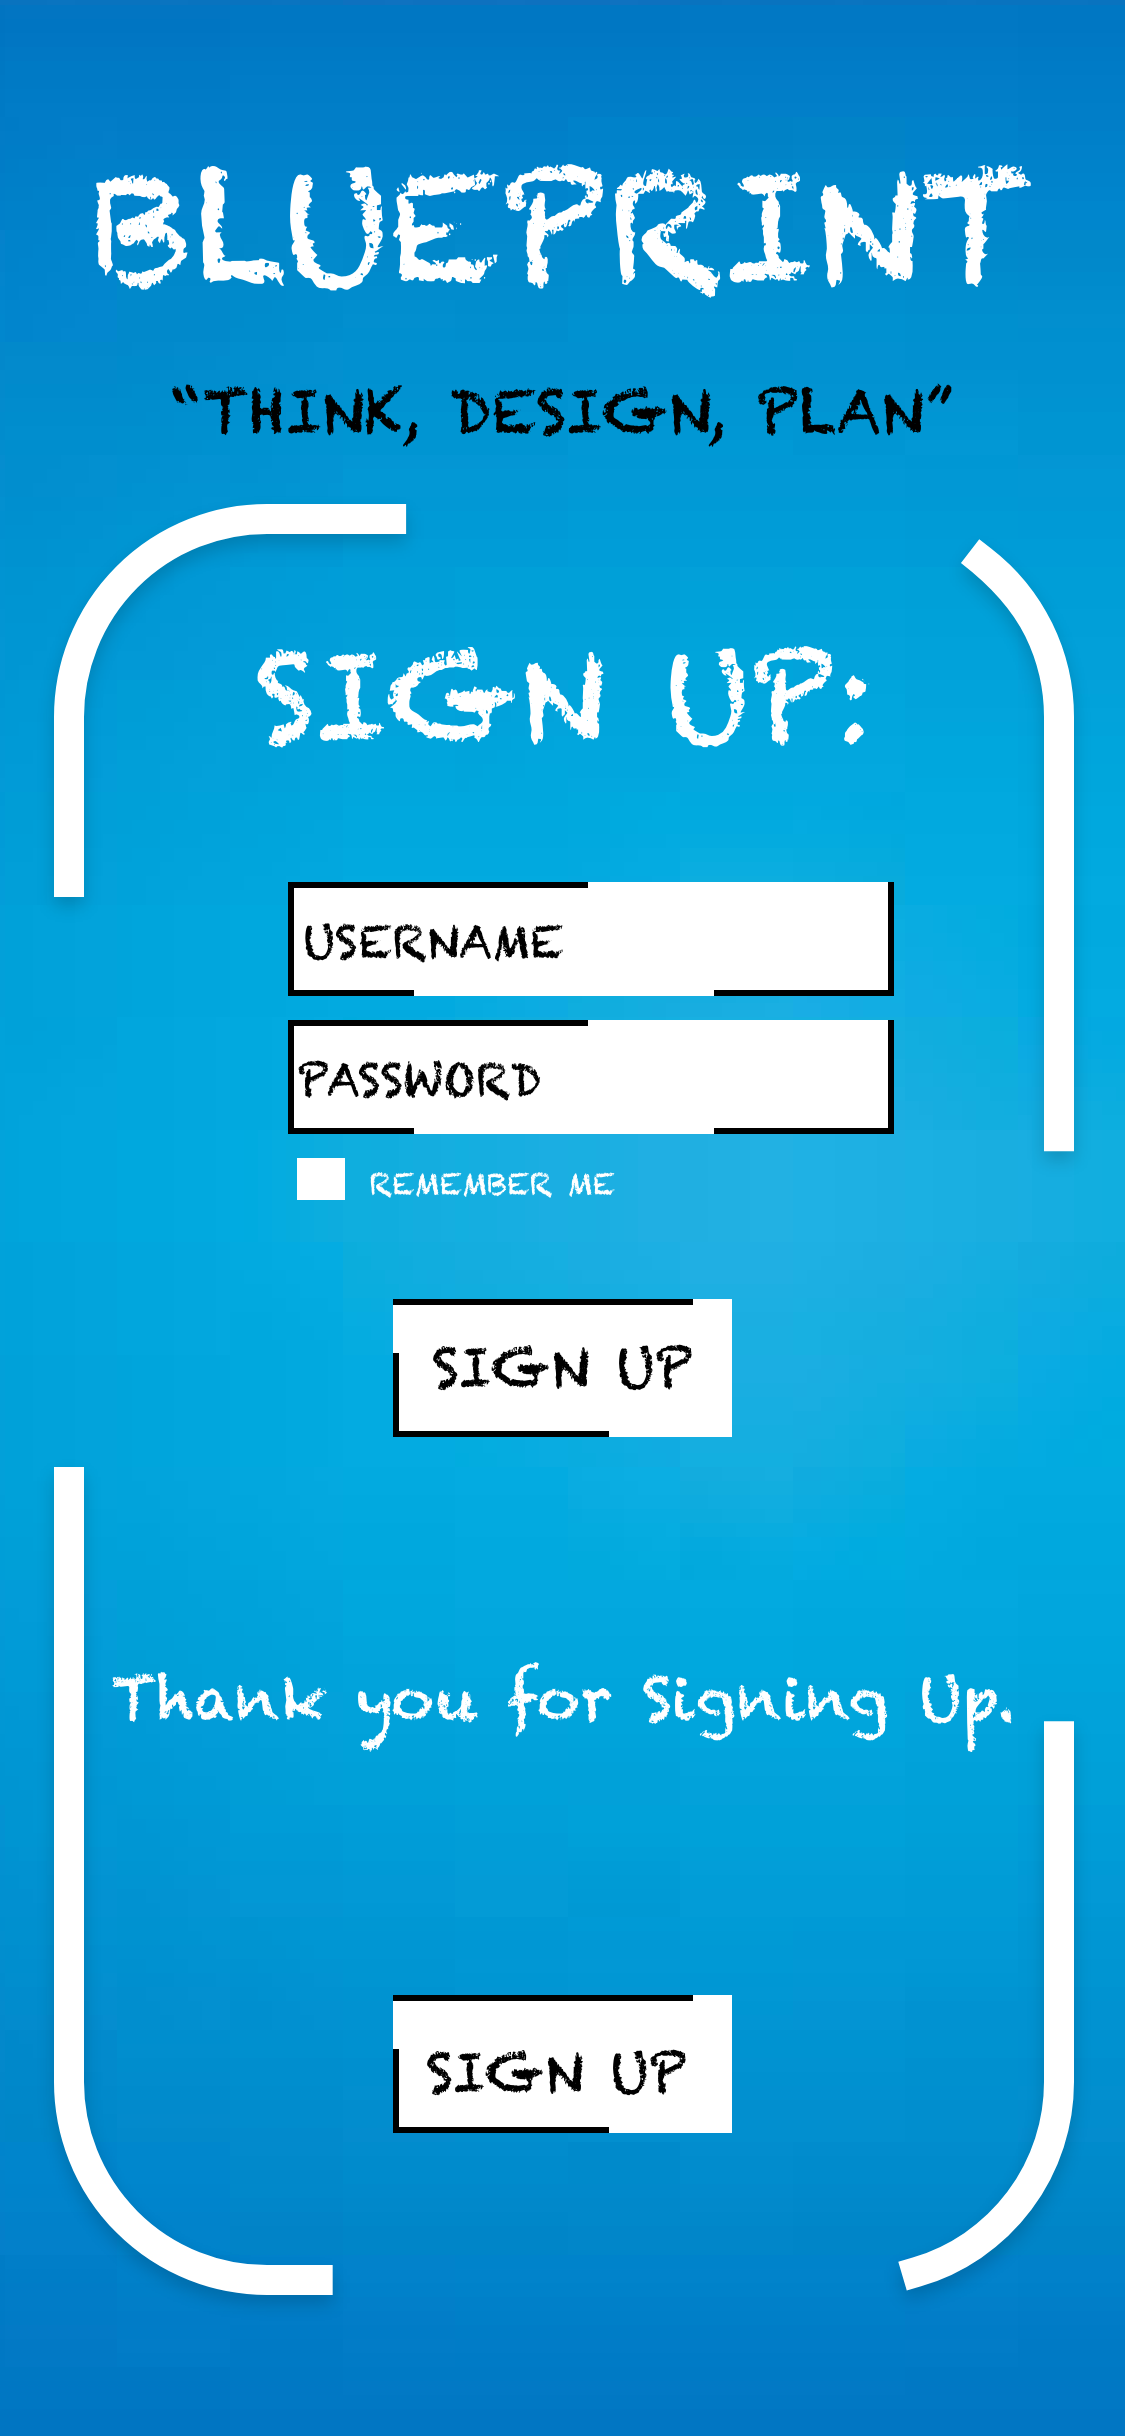 BLUEPRINT
“THINK, DESIGN, PLAN”
SIGN UP:
USERNAME
PASSWORD
REMEMBER ME
SIGN UP
Thank you for Signing Up.
SIGN UP